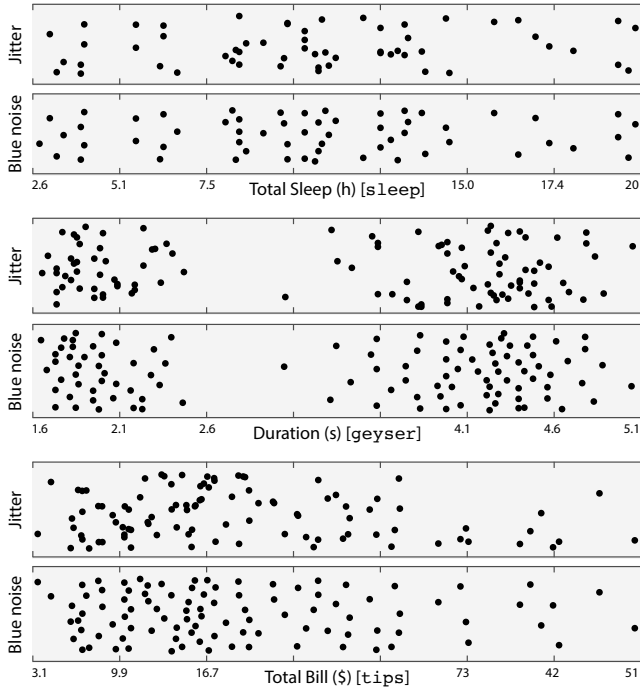 Jitter
Blue noise
2.6 5.1 7.5 15.0 17.4 20
Total Sleep (h) [sleep]
Jitter
Blue noise
1.6 2.1 2.6 4.1 4.6 5.1
Duration (s) [geyser]
Jitter
Blue noise
3.1 9.9 16.7 73 42 51
Total Bill ($) [tips]